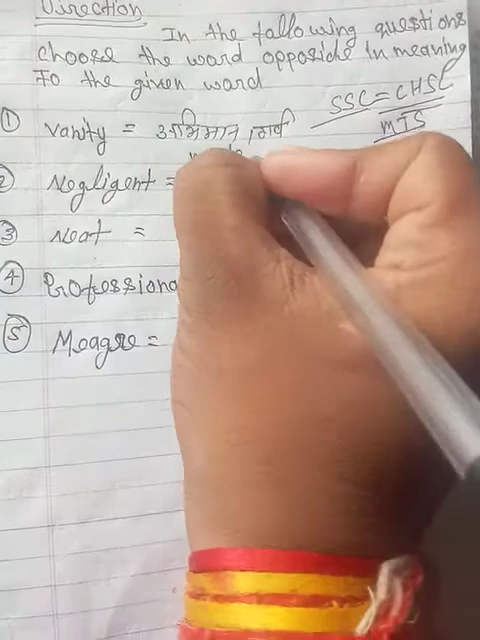 Direction
In the following questions
choose the word opposide in meaning
to the given word
SSC = CHSL
MTS
① Vanity = अभिमान, गर्व
② Negligent =
③ Neat =
④ Professiona
⑤ Meagre =